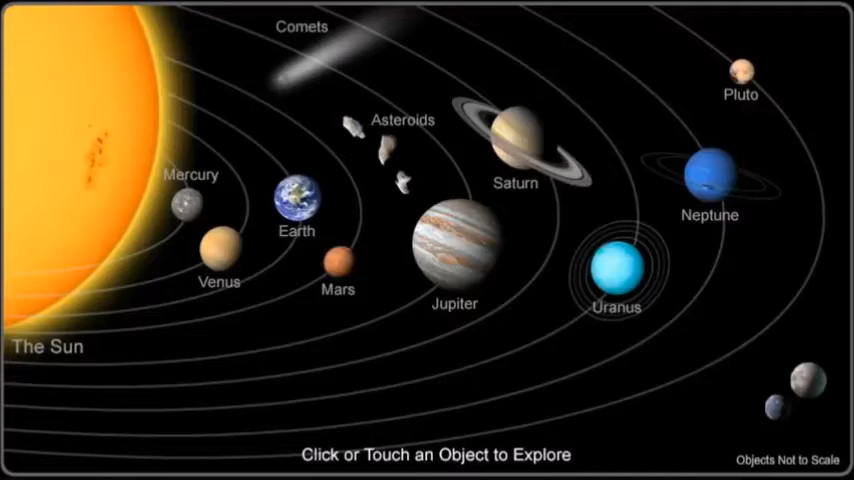 Comets
Pluto
Asteroids
Mercury
Saturn
Neptune
Earth
Venus
Mars
Jupiter
Uranus
The Sun
Click or Touch an Object to Explore
Objects Not to Scale